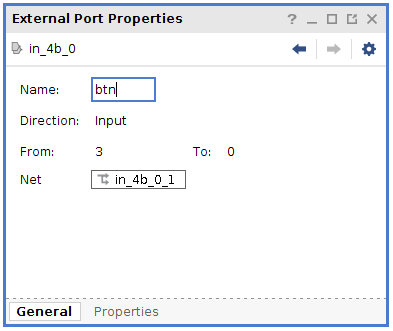 External Port Properties
in_4b_0
Name: btn
Direction: Input
From: 3 To: 0
Net in_4b_0_1
General Properties